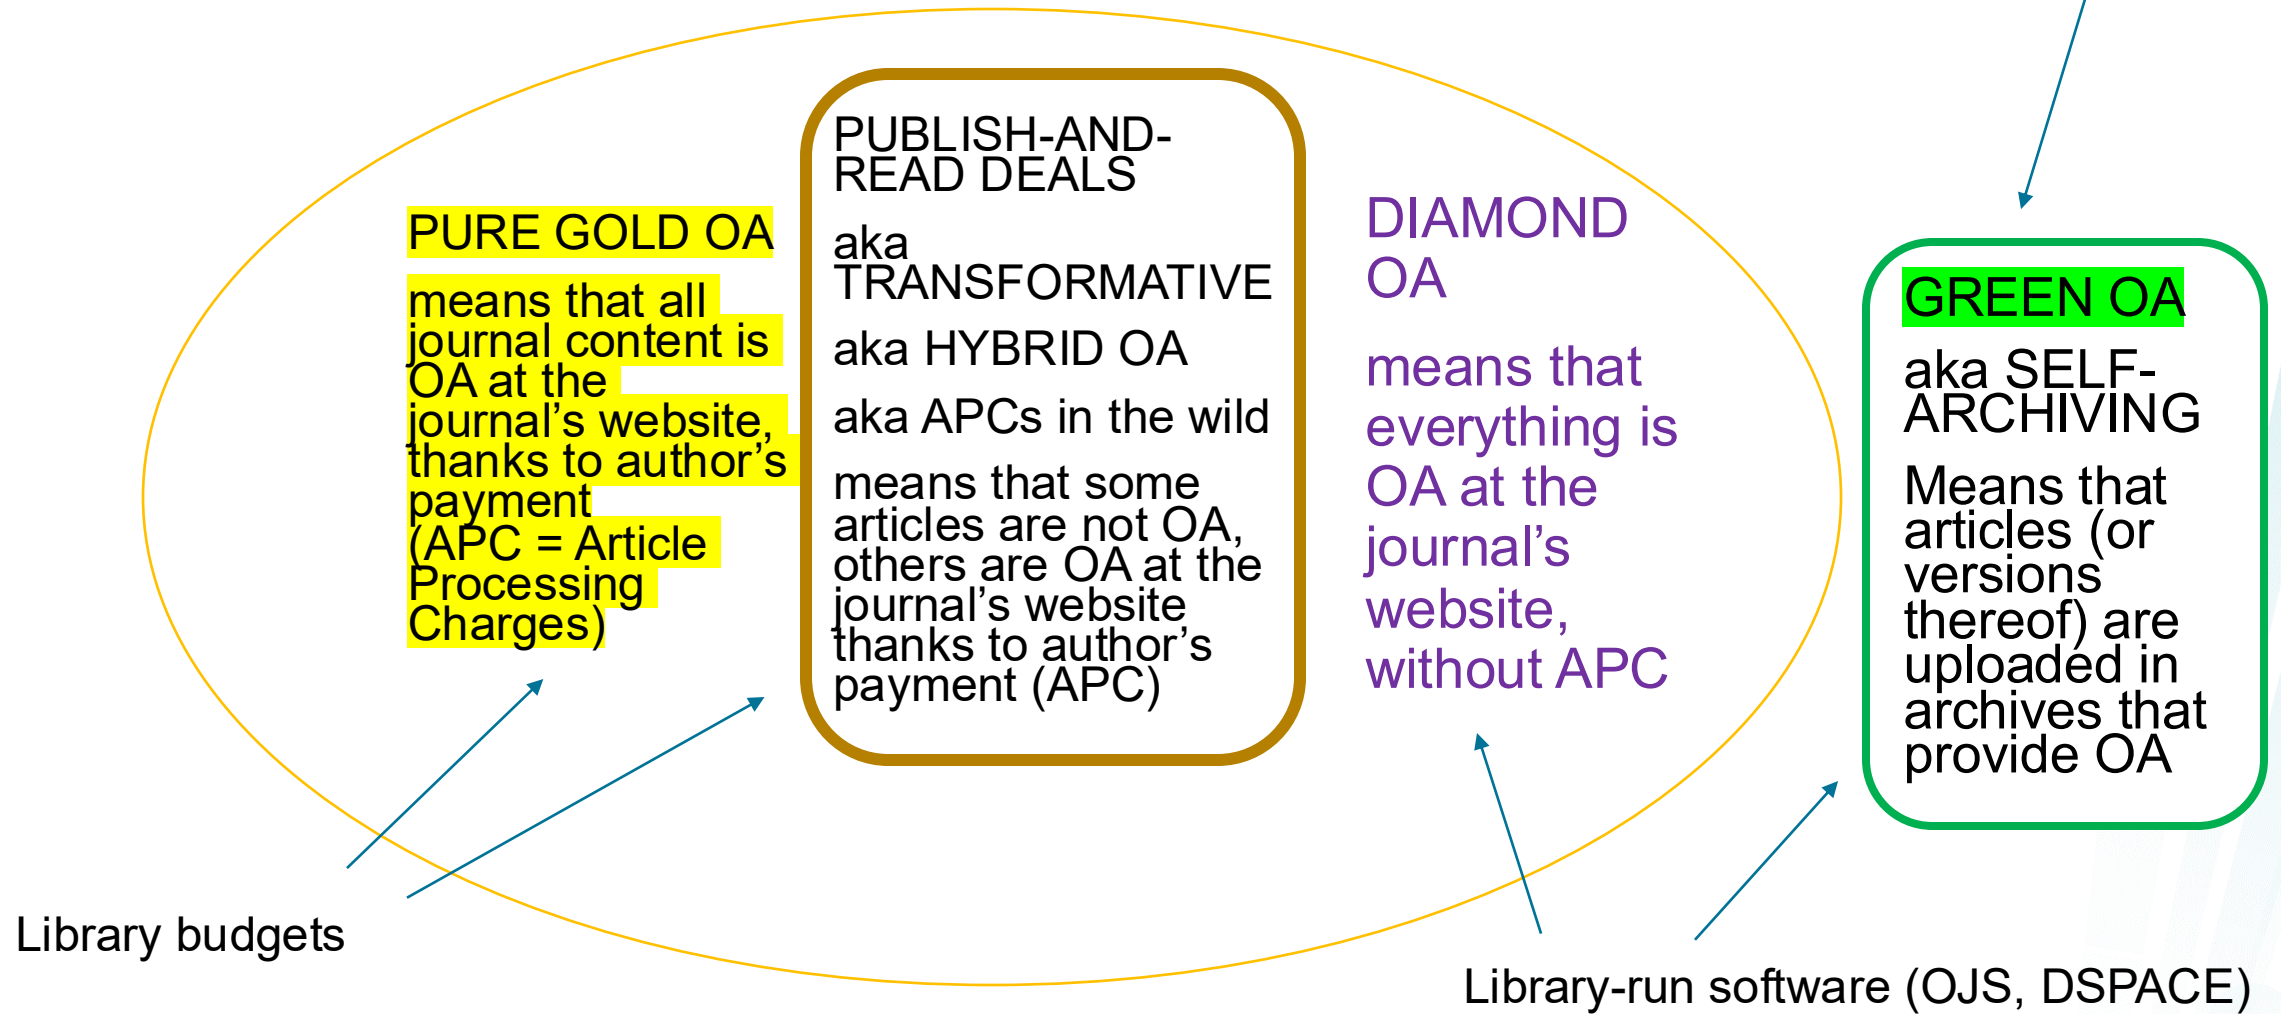 PURE GOLD OA
means that all
journal content is
OA at the
journal’s website,
thanks to author’s
payment
(APC = Article
Processing
Charges)
PUBLISH-AND-
READ DEALS
aka
TRANSFORMATIVE
aka HYBRID OA
aka APCs in the wild
means that some
articles are not OA,
others are OA at the
journal’s website
thanks to author’s
payment (APC)
DIAMOND
OA
means that
everything is
OA at the
journal’s
website,
without APC
GREEN OA
aka SELF-
ARCHIVING
Means that
articles (or
versions
thereof) are
uploaded in
archives that
provide OA
Library budgets
Library-run software (OJS, DSPACE)